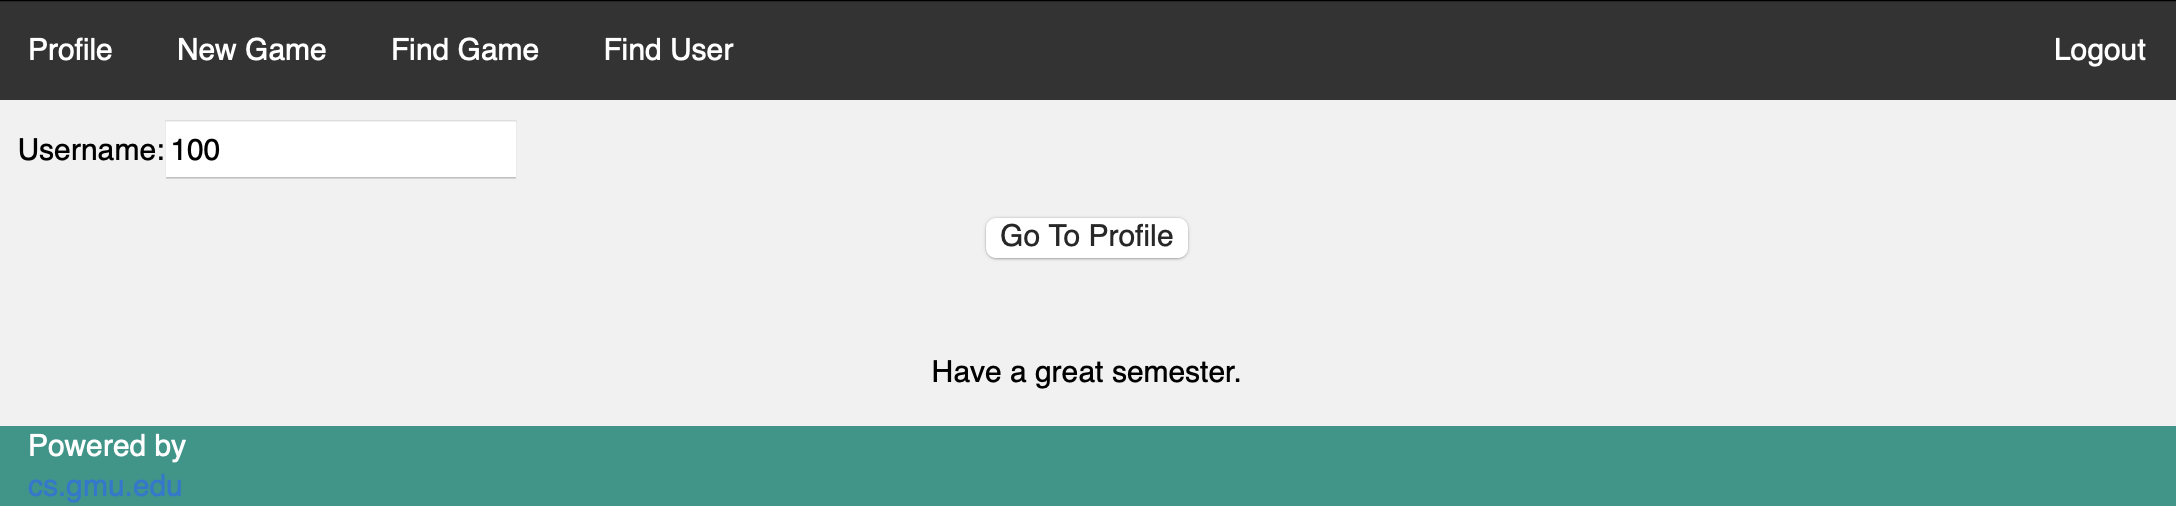 Profile New Game Find Game Find User Logout
Username: 100
Go To Profile
Have a great semester.
Powered by
cs.gmu.edu